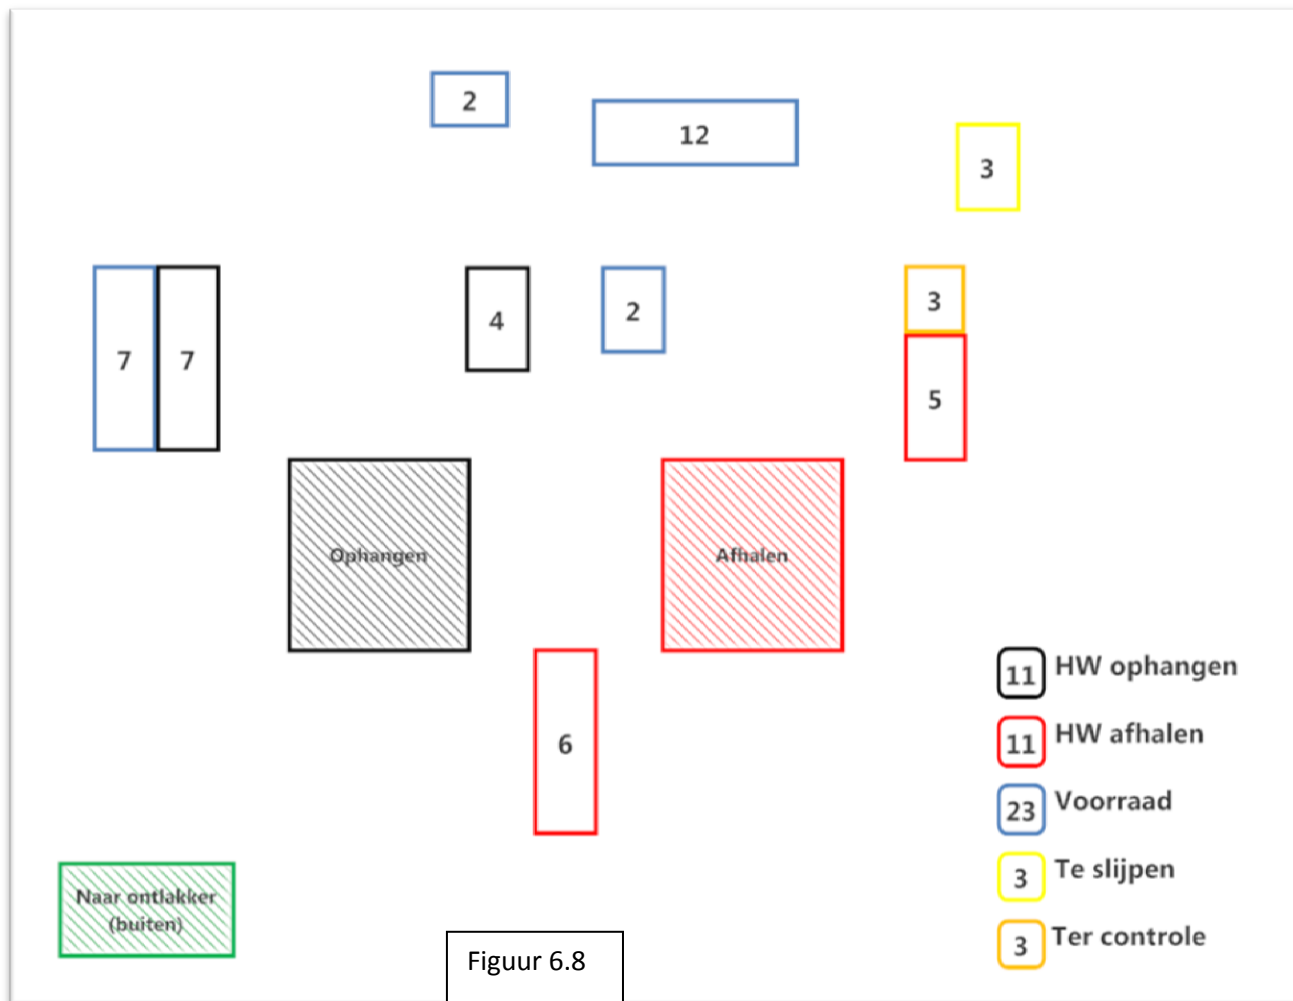 2
12
3
7
7
4
2
3
5
Ophangen
Afhalen
6
11 HW ophangen
11 HW afhalen
23 Voorraad
3 Te slijpen
3 Ter controle
Naar ontlakker
(buiten)
Figuur 6.8